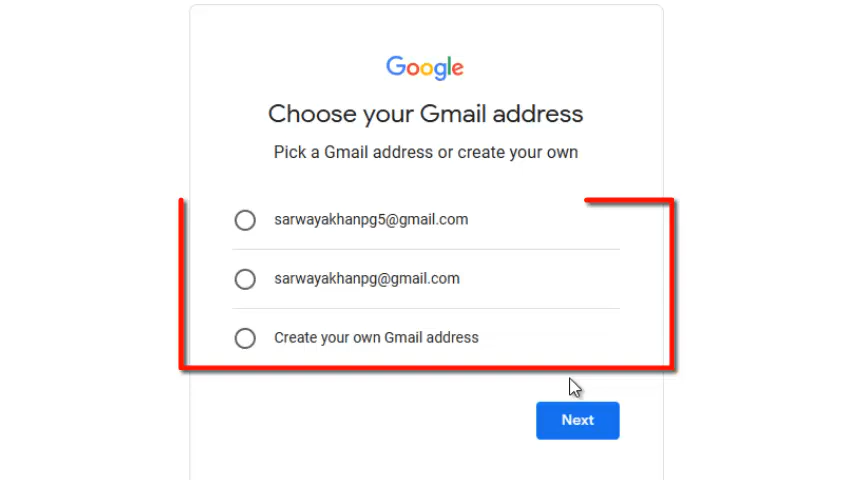 Google
Choose your Gmail address
Pick a Gmail address or create your own
sarwayakhanpg5@gmail.com
sarwayakhanpg@gmail.com
Create your own Gmail address
Next